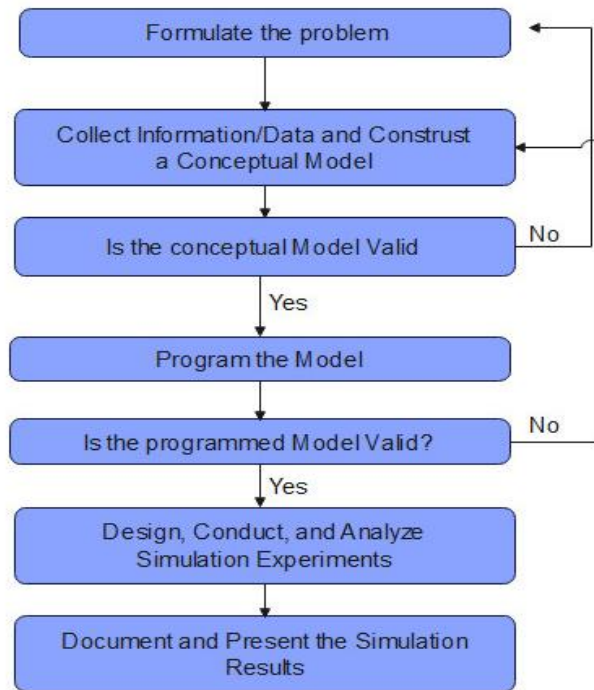 Formulate the problem
Collect Information/Data and Construst
a Conceptual Model
Is the conceptual Model Valid
No
Yes
Program the Model
Is the programmed Model Valid?
No
Yes
Design, Conduct, and Analyze
Simulation Experiments
Document and Present the Simulation
Results